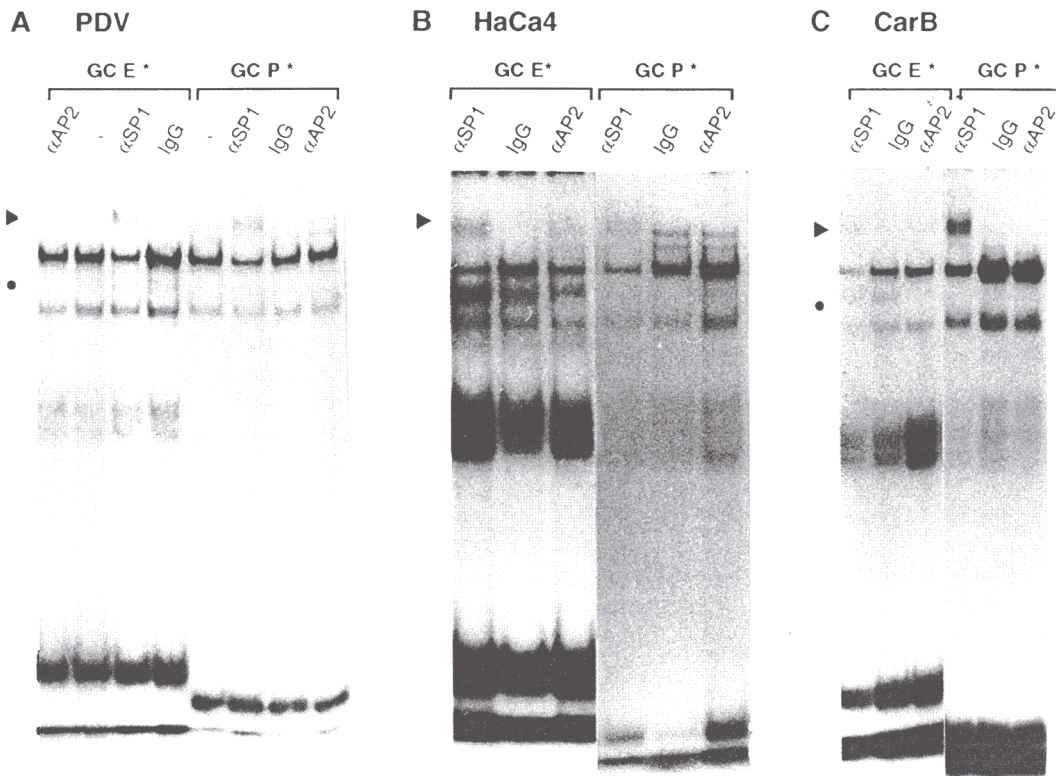 A PDV
B HaCa4
C CarB
GC E *
GC P *
GC E*
GC P *
GC E *
GC P *
αAP2
-
αSP1
IgG
-
αSP1
IgG
αAP2
αSP1
IgG
αAP2
αSP1
IgG
αAP2
αSP1
IgG
αAP2
αSP1
IgG
αAP2